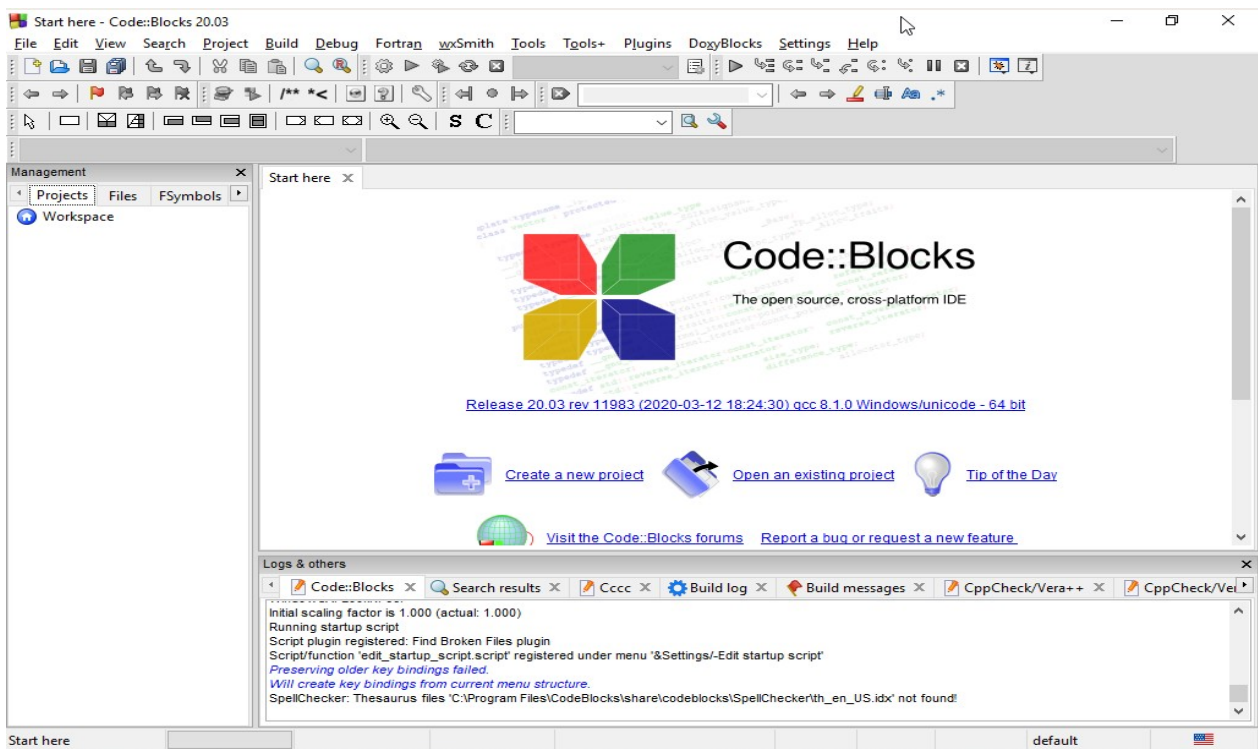 Start here - Code::Blocks 20.03
File Edit View Search Project Build Debug Fortran wxSmith Tools Tools+ Plugins DoxyBlocks Settings Help
/** *<
S C
Management
Projects Files FSymbols
Workspace
Start here
Code::Blocks
The open source, cross-platform IDE
Release 20.03 rev 11983 (2020-03-12 18:24:30) gcc 8.1.0 Windows/unicode - 64 bit
Create a new project Open an existing project Tip of the Day
Visit the Code::Blocks forums Report a bug or request a new feature
Logs & others
Code::Blocks Search results Cccc Build log Build messages CppCheck/Vera++ CppCheck/Ver
Initial scaling factor is 1.000 (actual: 1.000)
Running startup script
Script plugin registered: Find Broken Files plugin
Script/function 'edit_startup_script.script' registered under menu '&Settings/-Edit startup script'
Preserving older key bindings failed.
Will create key bindings from current menu structure.
SpellChecker: Thesaurus files 'C:\Program Files\CodeBlocks\share\codeblocks\SpellChecker\th_en_US.idx' not found!
Start here default